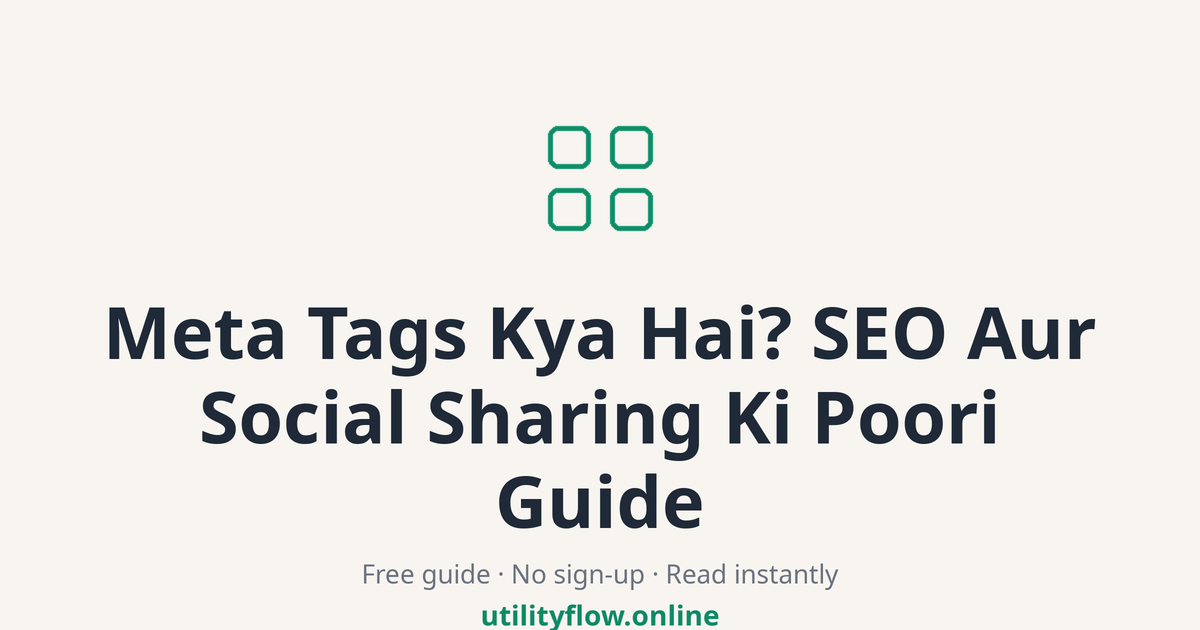 Meta Tags Kya Hai? SEO Aur
Social Sharing Ki Poori
Guide
Free guide · No sign-up · Read instantly
utilityflow.online